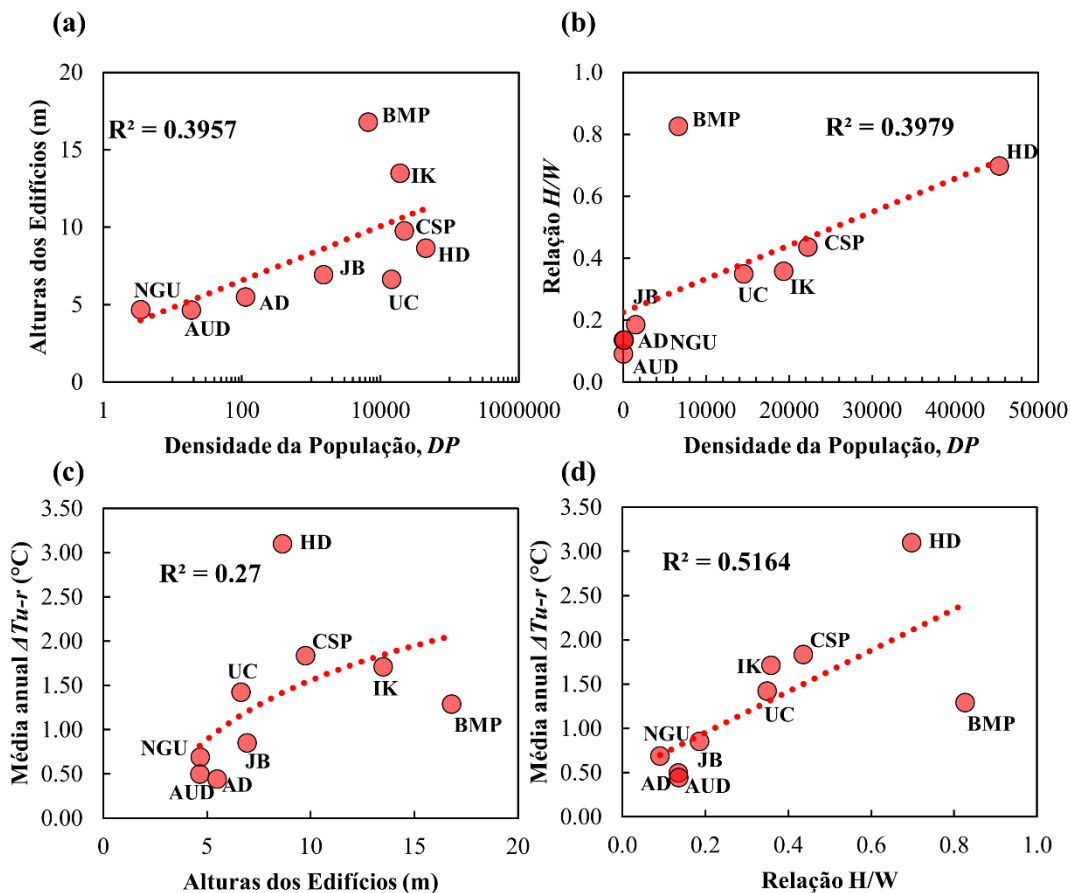 (a)
R² = 0.3957
Alturas dos Edifícios (m)
20
15
10
5
0
BMP
IK
CSP
HD
JB
UC
NGU
AD
AUD
1
100
10000
1000000
Densidade da População, DP
(b)
R² = 0.3979
Relação H/W
1.0
0.8
0.6
0.4
0.2
0.0
BMP
HD
CSP
UC
IK
JB
AD
NGU
AUD
0
10000
20000
30000
40000
50000
Densidade da População, DP
(c)
R² = 0.27
Média anual ΔTu-r (°C)
3.50
3.00
2.50
2.00
1.50
1.00
0.50
0.00
HD
CSP
UC
IK
BMP
NGU
JB
AUD
AD
0
5
10
15
20
Alturas dos Edifícios (m)
(d)
R² = 0.5164
Média anual ΔTu-r (°C)
3.50
3.00
2.50
2.00
1.50
1.00
0.50
0.00
HD
CSP
IK
UC
BMP
NGU
JB
AD
AUD
0.0
0.2
0.4
0.6
0.8
1.0
Relação H/W